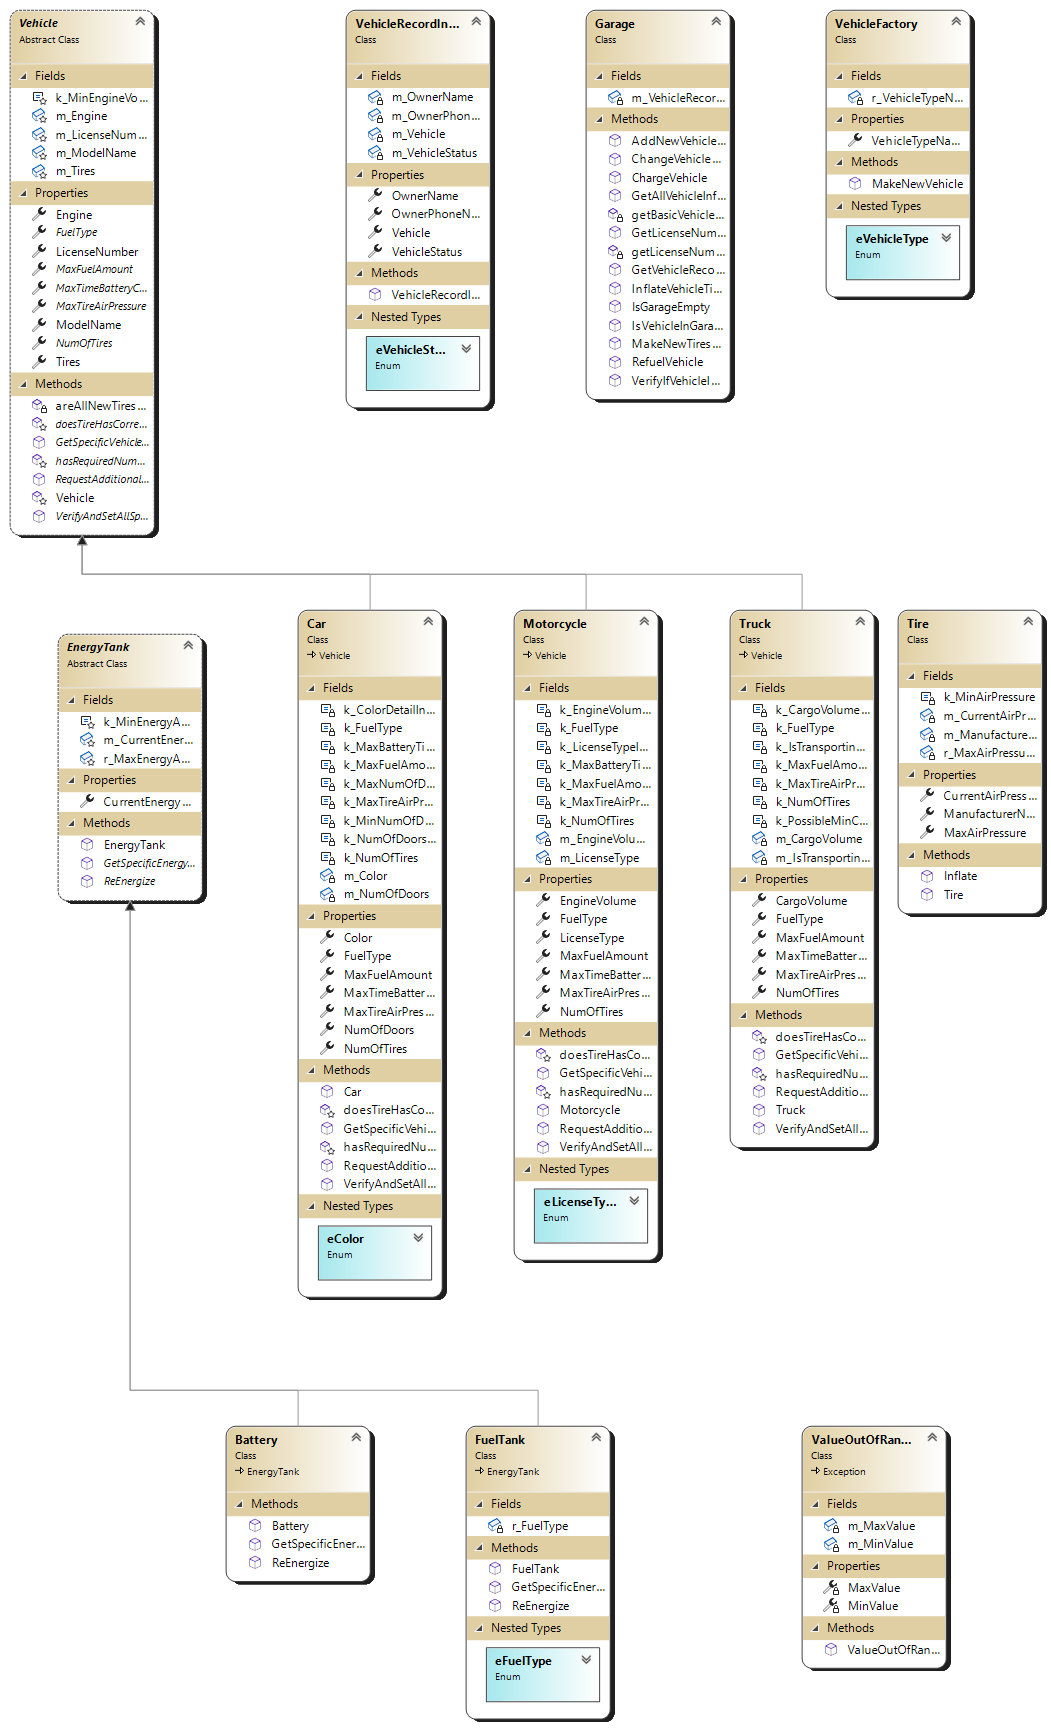 Vehicle
Abstract Class
Fields
k_MinEngineVo...
m_Engine
m_LicenseNum...
m_ModelName
m_Tires
Properties
Engine
FuelType
LicenseNumber
MaxFuelAmount
MaxTimeBatteryC...
MaxTireAirPressure
ModelName
NumOfTires
Tires
Methods
areAllNewTires...
doesTireHasCorre...
GetSpecificVehicle...
hasRequiredNum...
RequestAdditional...
Vehicle
VerifyAndSetAllSp...
VehicleRecordIn...
Class
Fields
m_OwnerName
m_OwnerPhon...
m_Vehicle
m_VehicleStatus
Properties
OwnerName
OwnerPhoneN...
Vehicle
VehicleStatus
Methods
VehicleRecordI...
Nested Types
eVehicleSt...
Enum
Garage
Class
Fields
m_VehicleRecor...
Methods
AddNewVehicle...
ChangeVehicle...
ChargeVehicle
GetAllVehicleInf...
getBasicVehicle...
GetLicenseNum...
getLicenseNum...
GetVehicleReco...
InflateVehicleTi...
IsGarageEmpty
IsVehicleInGara...
MakeNewTires...
RefuelVehicle
VerifyIfVehicleI...
VehicleFactory
Class
Fields
r_VehicleTypeN...
Properties
VehicleTypeNa...
Methods
MakeNewVehicle
Nested Types
eVehicleType
Enum
EnergyTank
Abstract Class
Fields
k_MinEnergyA...
m_CurrentEner...
r_MaxEnergyA...
Properties
CurrentEnergy...
Methods
EnergyTank
GetSpecificEnergy...
ReEnergize
Car
Class
Vehicle
Fields
k_ColorDetailIn...
k_FuelType
k_MaxBatteryTi...
k_MaxFuelAmo...
k_MaxNumOfD...
k_MaxTireAirPr...
k_MinNumOfD...
k_NumOfDoors...
k_NumOfTires
m_Color
m_NumOfDoors
Properties
Color
FuelType
MaxFuelAmount
MaxTimeBatter...
MaxTireAirPres...
NumOfDoors
NumOfTires
Methods
Car
doesTireHasCo...
GetSpecificVehi...
hasRequiredNu...
RequestAdditio...
VerifyAndSetAll...
Nested Types
eColor
Enum
Motorcycle
Class
Vehicle
Fields
k_EngineVolum...
k_FuelType
k_LicenseTypeI...
k_MaxBatteryTi...
k_MaxFuelAmo...
k_MaxTireAirPr...
k_NumOfTires
m_EngineVolu...
m_LicenseType
Properties
EngineVolume
FuelType
LicenseType
MaxFuelAmount
MaxTimeBatter...
MaxTireAirPres...
NumOfTires
Methods
doesTireHasCo...
GetSpecificVehi...
hasRequiredNu...
Motorcycle
RequestAdditio...
VerifyAndSetAll...
Nested Types
eLicenseTy...
Enum
Truck
Class
Vehicle
Fields
k_CargoVolume...
k_FuelType
k_IsTransportin...
k_MaxFuelAmo...
k_MaxTireAirPr...
k_NumOfTires
k_PossibleMinC...
m_CargoVolume
m_IsTransportin...
Properties
CargoVolume
FuelType
MaxFuelAmount
MaxTimeBatter...
MaxTireAirPres...
NumOfTires
Methods
doesTireHasCo...
GetSpecificVehi...
hasRequiredNu...
RequestAdditio...
Truck
VerifyAndSetAll...
Tire
Class
Fields
k_MinAirPressure
m_CurrentAirPr...
m_Manufacture...
r_MaxAirPressu...
Properties
CurrentAirPress...
ManufacturerN...
MaxAirPressure
Methods
Inflate
Tire
Battery
Class
EnergyTank
Methods
Battery
GetSpecificEner...
ReEnergize
FuelTank
Class
EnergyTank
Fields
r_FuelType
Methods
FuelTank
GetSpecificEner...
ReEnergize
Nested Types
eFuelType
Enum
ValueOutOfRan...
Class
Exception
Fields
m_MaxValue
m_MinValue
Properties
MaxValue
MinValue
Methods
ValueOutOfRan...